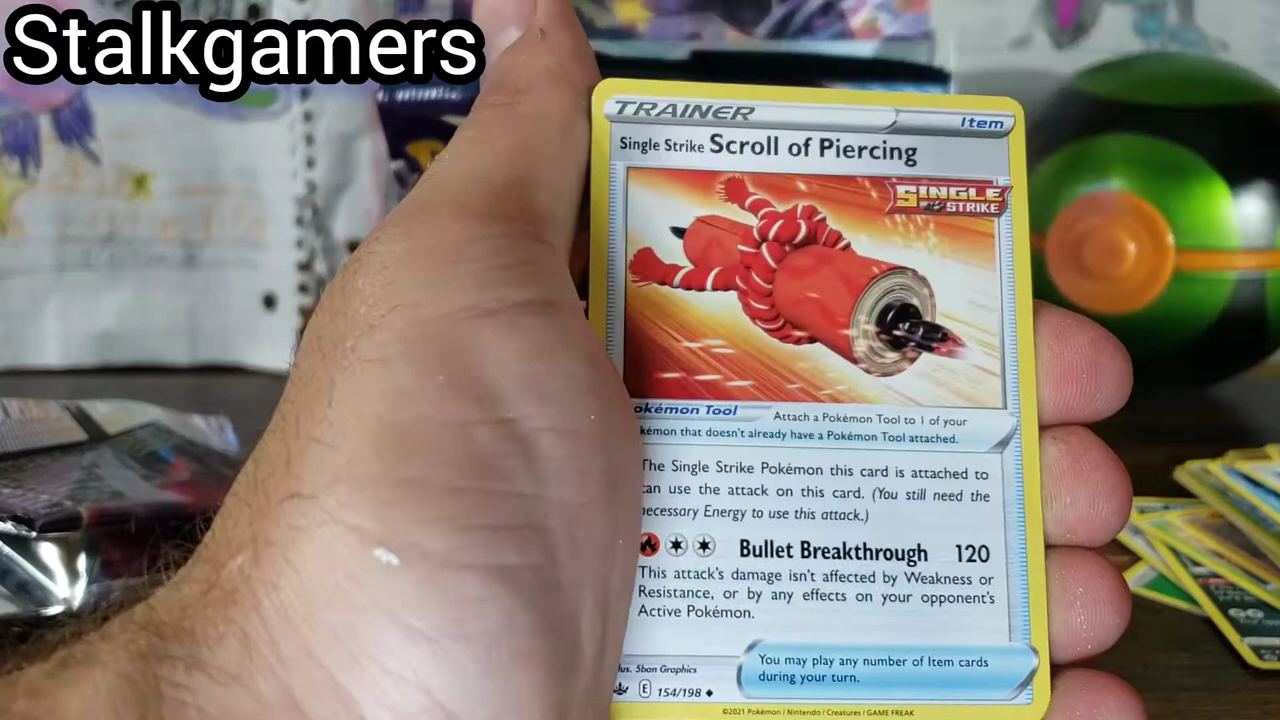 Stalkgamers
TRAINER
Item
Single Strike Scroll of Piercing
SINGLE
STRIKE
okémon Tool
Attach a Pokémon Tool to 1 of your
kémon that doesn't already have a Pokémon Tool attached.
The Single Strike Pokémon this card is attached to
can use the attack on this card. (You still need the
necessary Energy to use this attack.)
Bullet Breakthrough 120
This attack's damage isn't affected by Weakness or
Resistance, or by any effects on your opponent's
Active Pokémon.
lus. 5ban Graphics
E 154/198
You may play any number of Item cards
during your turn.
©2021 Pokémon / Nintendo / Creatures / GAME FREAK